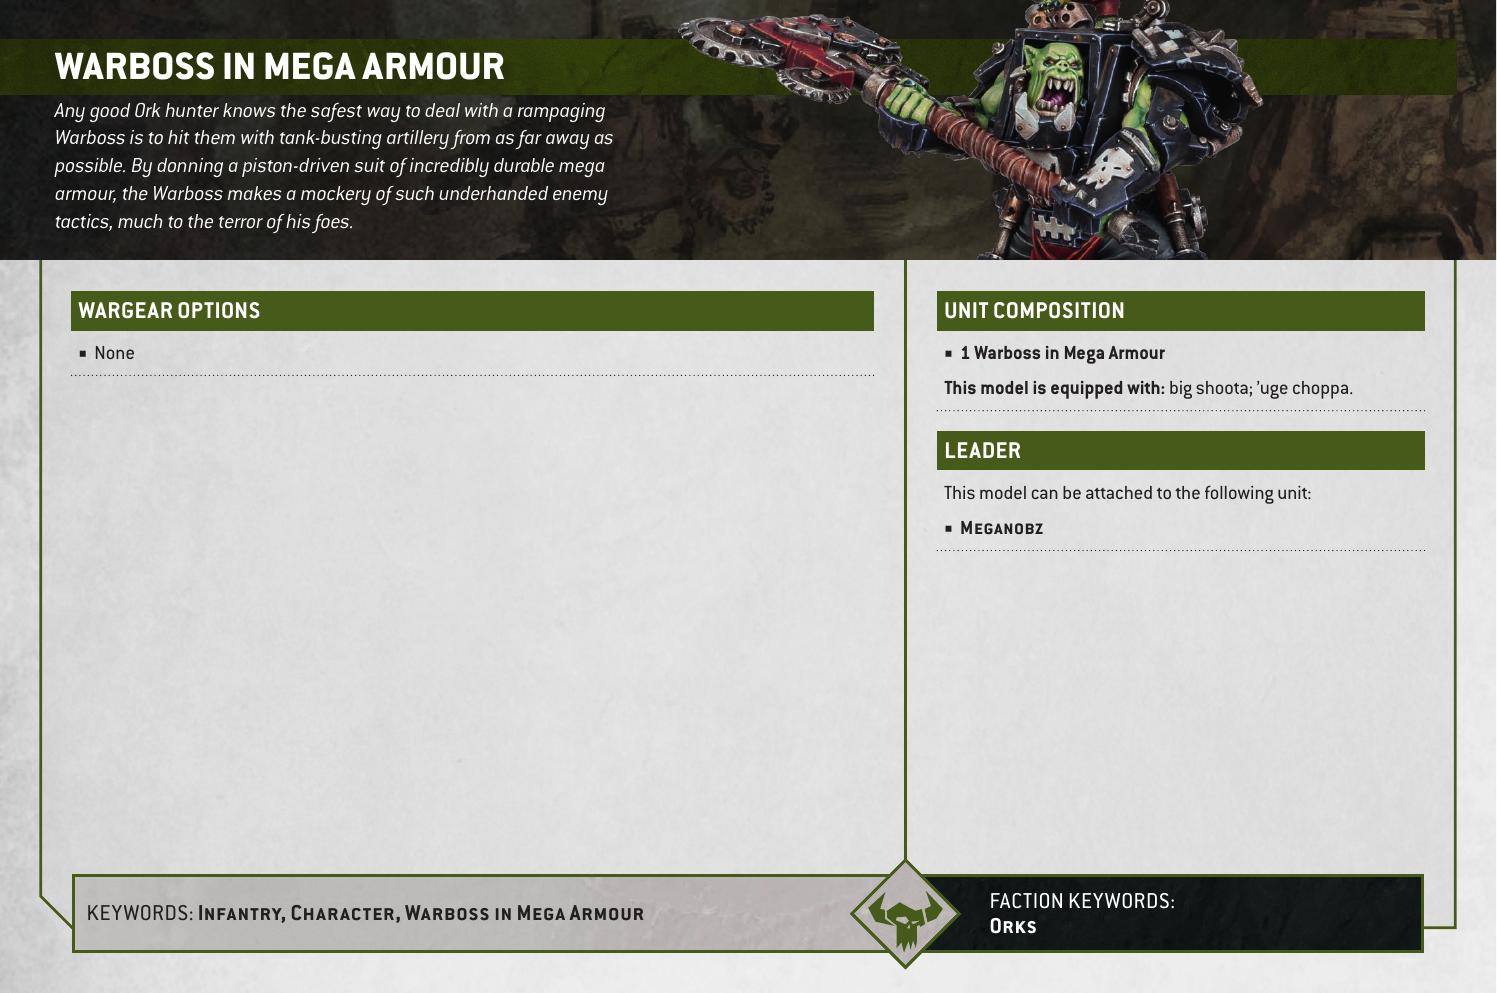 WARBOSS IN MEGA ARMOUR
Any good Ork hunter knows the safest way to deal with a rampaging
Warboss is to hit them with tank-busting artillery from as far away as
possible. By donning a piston-driven suit of incredibly durable mega
armour, the Warboss makes a mockery of such underhanded enemy
tactics, much to the terror of his foes.
WARGEAR OPTIONS
▪ None
UNIT COMPOSITION
▪ 1 Warboss in Mega Armour
This model is equipped with: big shoota; ’uge choppa.
LEADER
This model can be attached to the following unit:
▪ Meganobz
KEYWORDS: Infantry, Character, Warboss in Mega Armour
FACTION KEYWORDS:
Orks